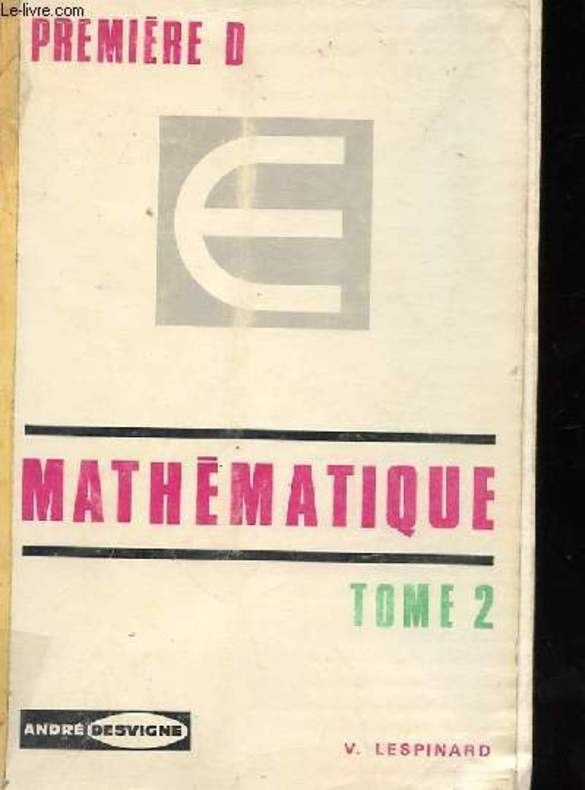 Le-livre.com
PREMIÈRE D
MATHÉMATIQUE
TOME 2
ANDRÉ DESVIGNE
V. LESPINARD